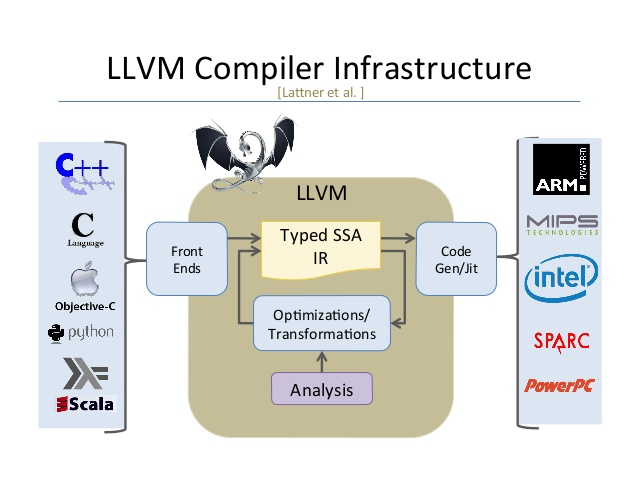 LLVM Compiler Infrastructure
[Lattner et al. ]
C++
C
Language
Objective-C
python
Scala
LLVM
Front
Ends
Typed SSA
IR
Code
Gen/Jit
Optimizations/
Transformations
Analysis
ARM POWERED
MIPS
TECHNOLOGIES
intel
SPARC
PowerPC